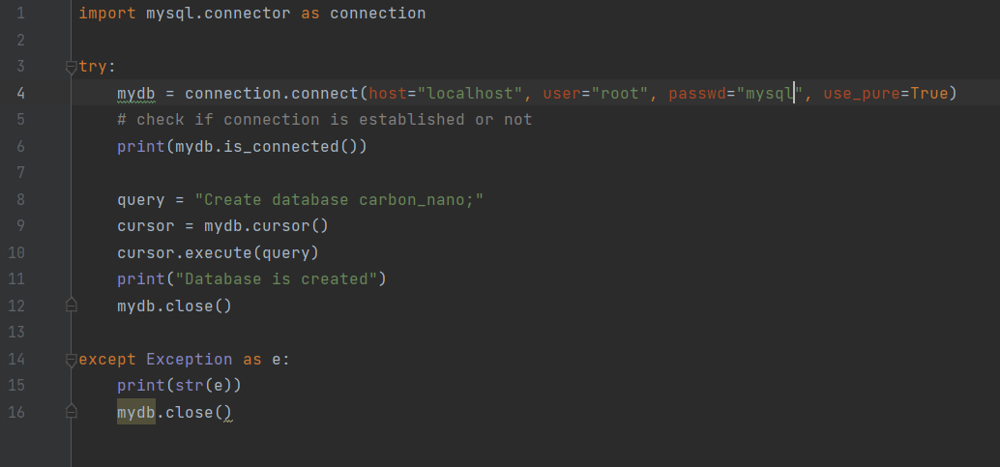 1 import mysql.connector as connection
2
3 try:
4     mydb = connection.connect(host="localhost", user="root", passwd="mysql", use_pure=True)
5     # check if connection is established or not
6     print(mydb.is_connected())
7
8     query = "Create database carbon_nano;"
9     cursor = mydb.cursor()
10     cursor.execute(query)
11     print("Database is created")
12     mydb.close()
13
14 except Exception as e:
15     print(str(e))
16     mydb.close()